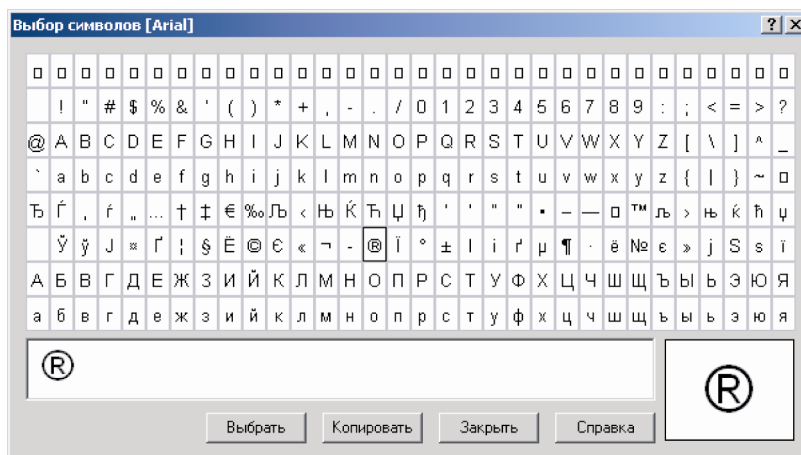 Выбор символов [Arial]
! " # $ % & ' ( ) * + , - . / 0 1 2 3 4 5 6 7 8 9 : ; < = > ?
@ A B C D E F G H I J K L M N O P Q R S T U V W X Y Z [ \ ] ^ _
` a b c d e f g h i j k l m n o p q r s t u v w x y z { | } ~
Ђ Ѓ ‚ ѓ „ … † ‡ € ‰ Љ ‹ Њ Ќ Ћ Џ ђ ‘ ’ “ ” • – — ™ љ › њ ќ ћ џ
Ў ў Ј ¤ Ґ ¦ § Ё © Є « ¬ - ® Ї ° ± І і ґ µ ¶ · ё № є » ј Ѕ ѕ ї
А Б В Г Д Е Ж З И Й К Л М Н О П Р С Т У Ф Х Ц Ч Ш Щ Ъ Ы Ь Э Ю Я
а б в г д е ж з и й к л м н о п р с т у ф х ц ч ш щ ъ ы ь э ю я
®
®
Выбрать Копировать Закрыть Справка